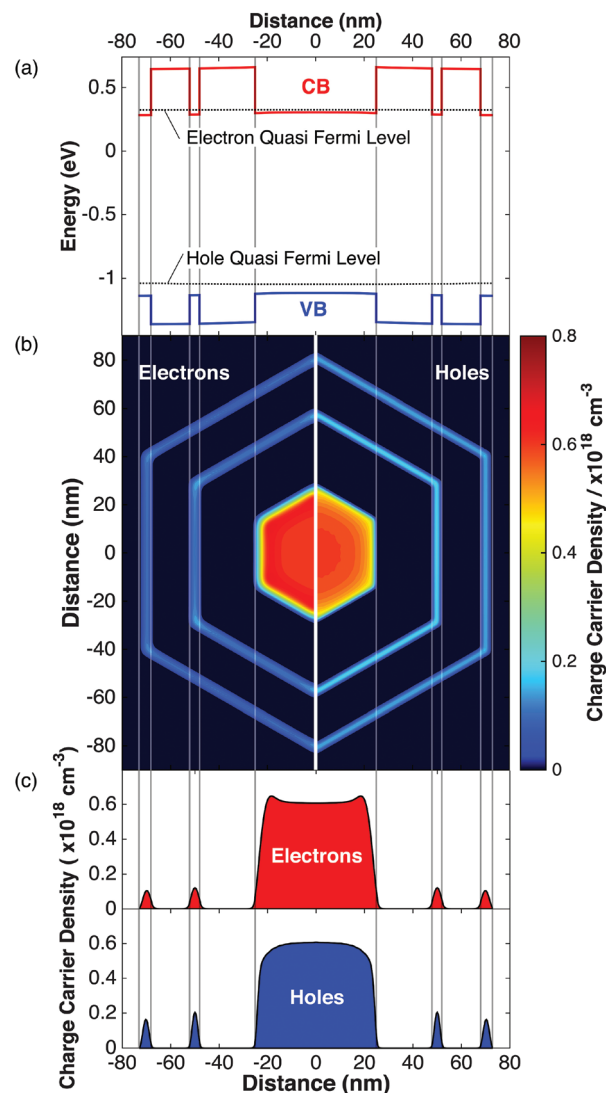 Distance (nm)
-80 -60 -40 -20 0 20 40 60 80
(a)
0.5
0
-0.5
-1
Energy (eV)
CB
Electron Quasi Fermi Level
Hole Quasi Fermi Level
VB
(b)
Electrons
Holes
80
60
40
20
0
-20
-40
-60
-80
Distance (nm)
0.8
0.6
0.4
0.2
0
Charge Carrier Density / x10¹⁸ cm⁻³
(c)
0.6
0.4
0.2
0
Electrons
0.6
0.4
0.2
0
Holes
Charge Carrier Density ( x10¹⁸ cm⁻³)
-80 -60 -40 -20 0 20 40 60 80
Distance (nm)